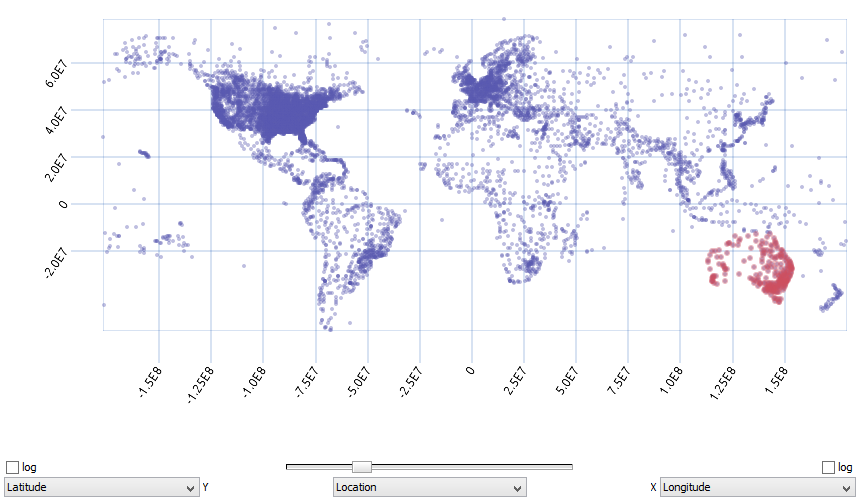 6.0E7
4.0E7
2.0E7
0
-2.0E7
-1.5E8
-1.25E8
-1.0E8
-7.5E7
-5.0E7
-2.5E7
0
2.5E7
5.0E7
7.5E7
1.0E8
1.25E8
1.5E8
log
log
Latitude
Y
Location
X
Longitude